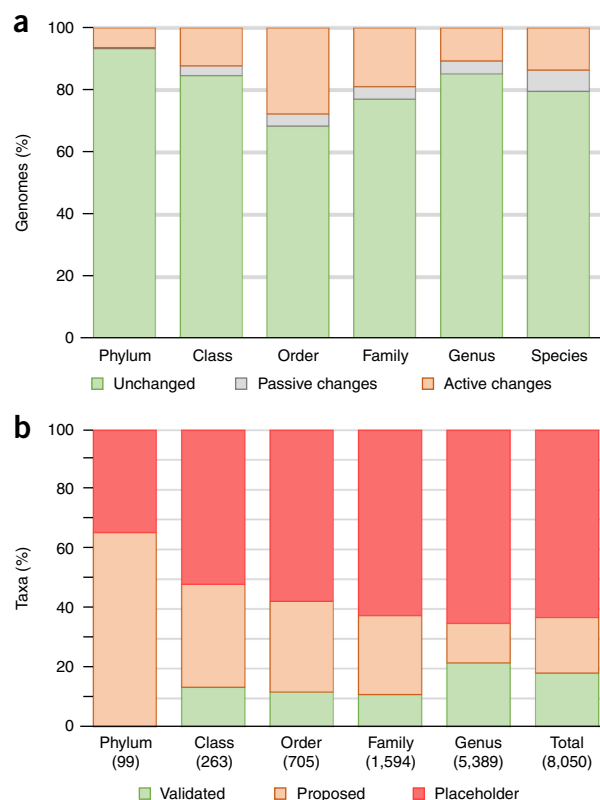 a
Genomes (%)
100
80
60
40
20
0
Phylum Class Order Family Genus Species
Unchanged Passive changes Active changes
b
Taxa (%)
100
80
60
40
20
0
Phylum Class Order Family Genus Total
(99) (263) (705) (1,594) (5,389) (8,050)
Validated Proposed Placeholder